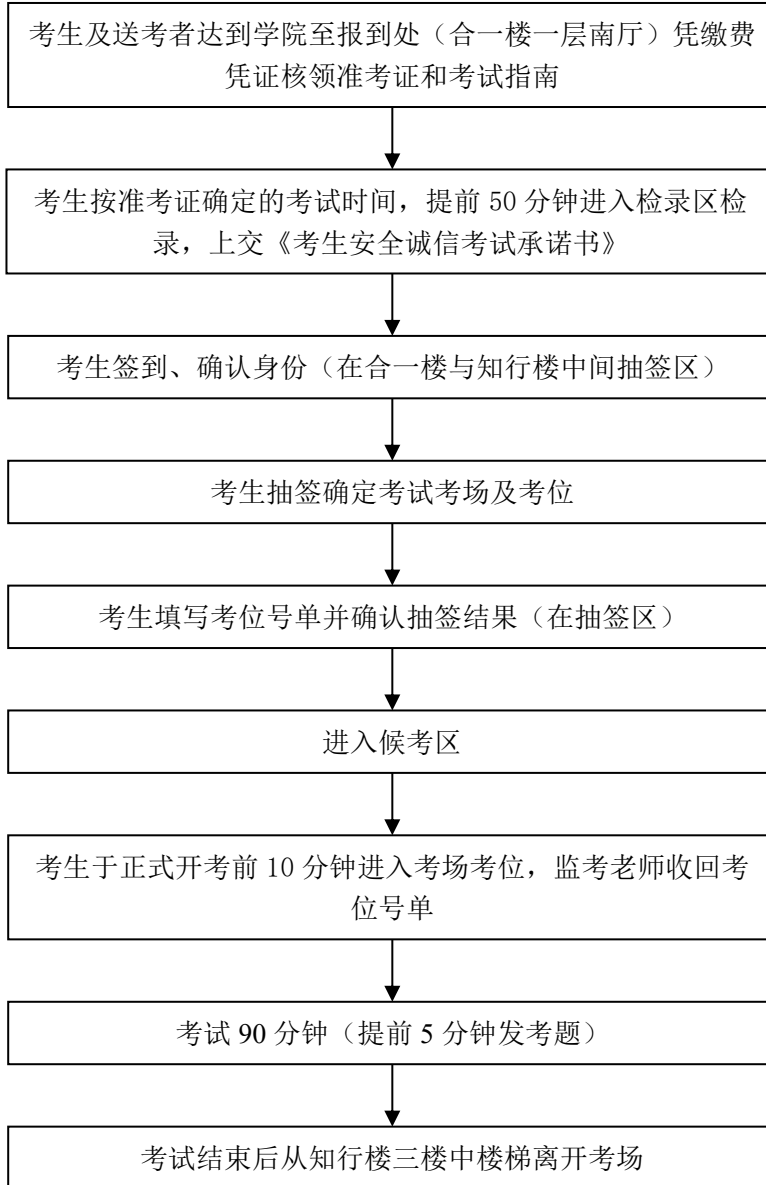 考生及送考者达到学院至报到处（合一楼一层南厅）凭缴费
凭证核领准考证和考试指南
考生按准考证确定的考试时间，提前 50 分钟进入检录区检
录，上交《考生安全诚信考试承诺书》
考生签到、确认身份（在合一楼与知行楼中间抽签区）
考生抽签确定考试考场及考位
考生填写考位号单并确认抽签结果（在抽签区）
进入候考区
考生于正式开考前 10 分钟进入考场考位，监考老师收回考
位号单
考试 90 分钟（提前 5 分钟发考题）
考试结束后从知行楼三楼中楼梯离开考场